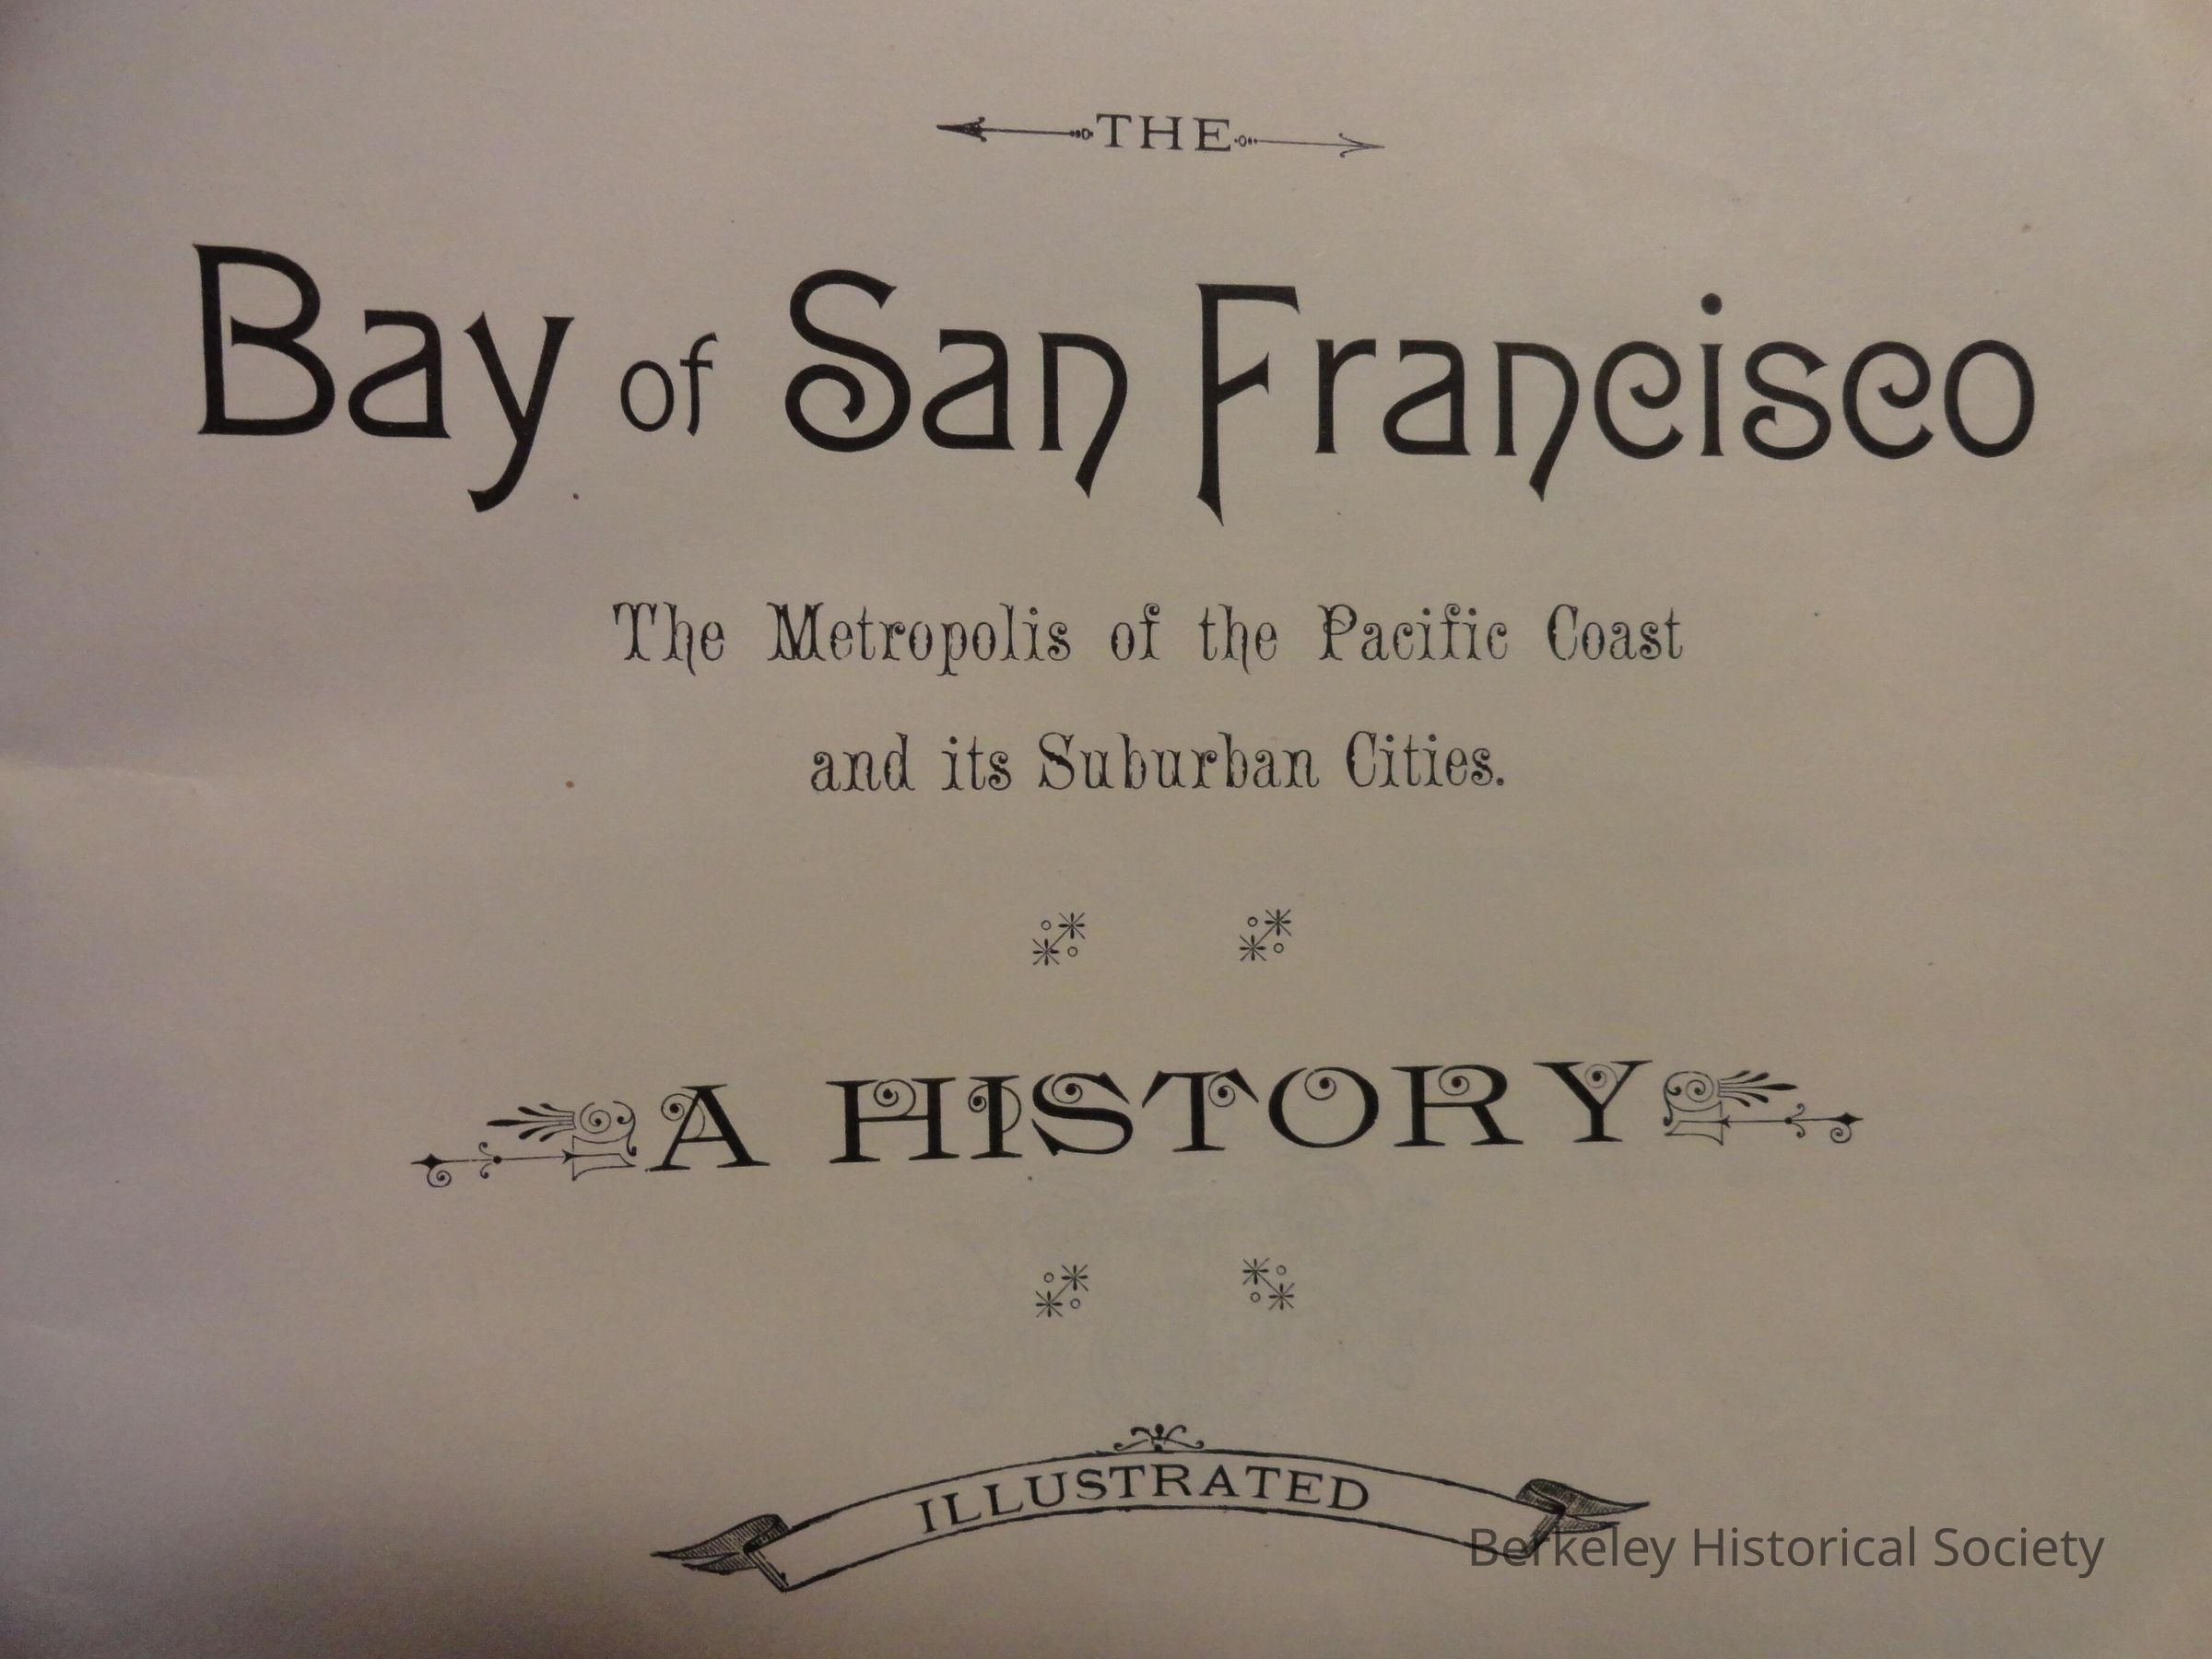 THE
Bay of San Francisco
The Metropolis of the Pacific Coast
and its Suburban Cities.
A HISTORY
ILLUSTRATED
Berkeley Historical Society